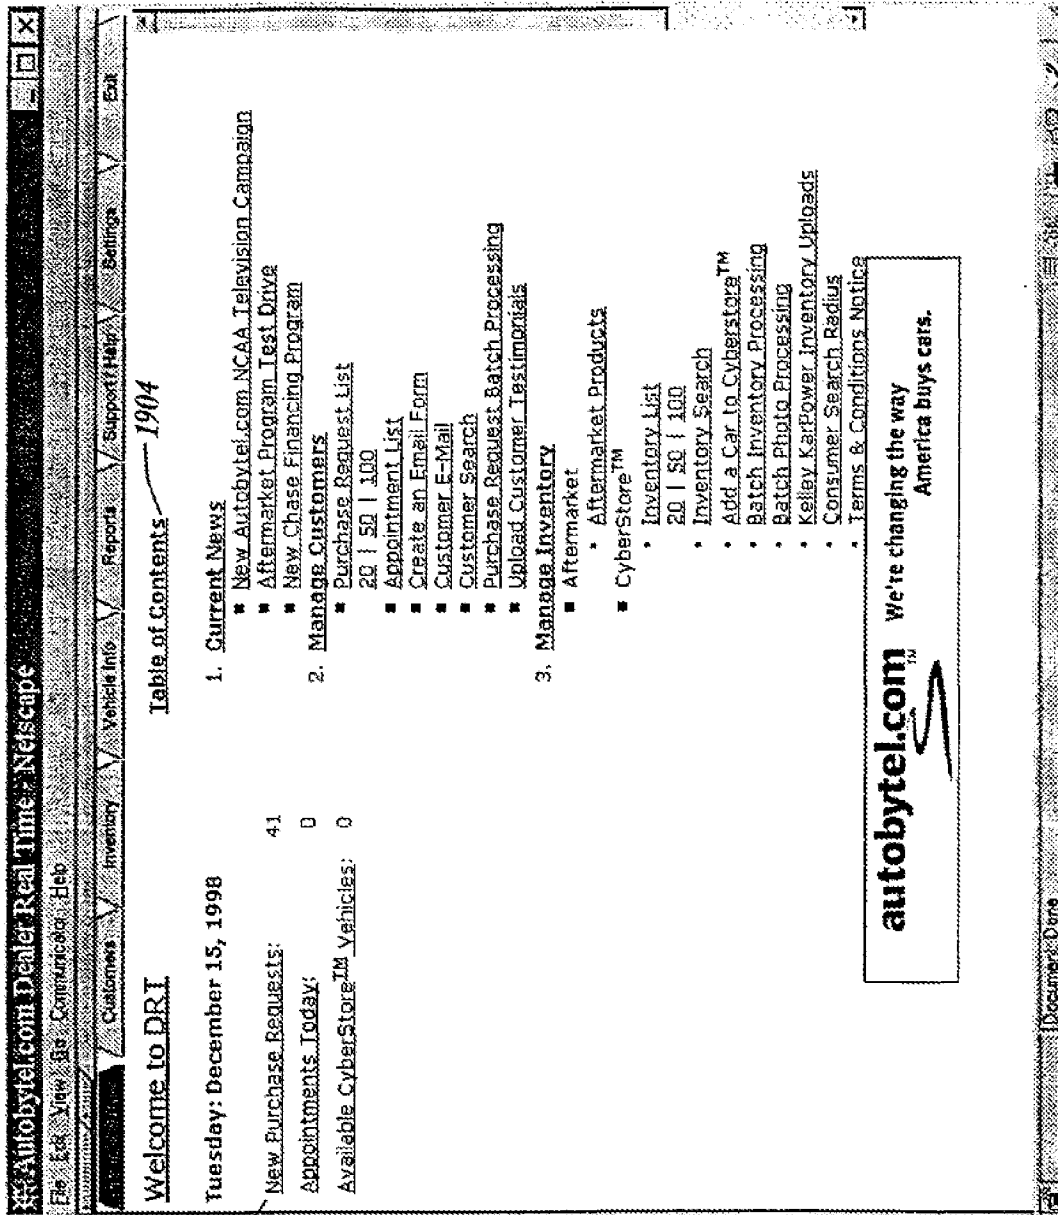 Autobytel.com Dealer Real Time - Netscape
File Edit View Go Communicator Help
Customers Inventory Vehicle Info Reports Support / Help Settings Exit
Welcome to DRT
Tuesday: December 15, 1998
New Purchase Requests: 41
Appointments Today: 0
Available CyberStore™ Vehicles: 0
Table of Contents 1904
1. Current News
New Autobytel.com NCAA Television Campaign
Aftermarket Program Test Drive
New Chase Financing Program
2. Manage Customers
Purchase Request List
20 | 50 | 100
Appointment List
Create an Email Form
Customer E-Mail
Customer Search
Purchase Request Batch Processing
Upload Customer Testimonials
3. Manage Inventory
Aftermarket
Aftermarket Products
CyberStore™
Inventory List
20 | 50 | 100
Inventory Search
Add a Car to Cyberstore™
Batch Inventory Processing
Batch Photo Processing
Kelley KarPower Inventory Uploads
Consumer Search Radius
Terms & Conditions Notice
autobytel.com™ We're changing the way
America buys cars.
Document: Done